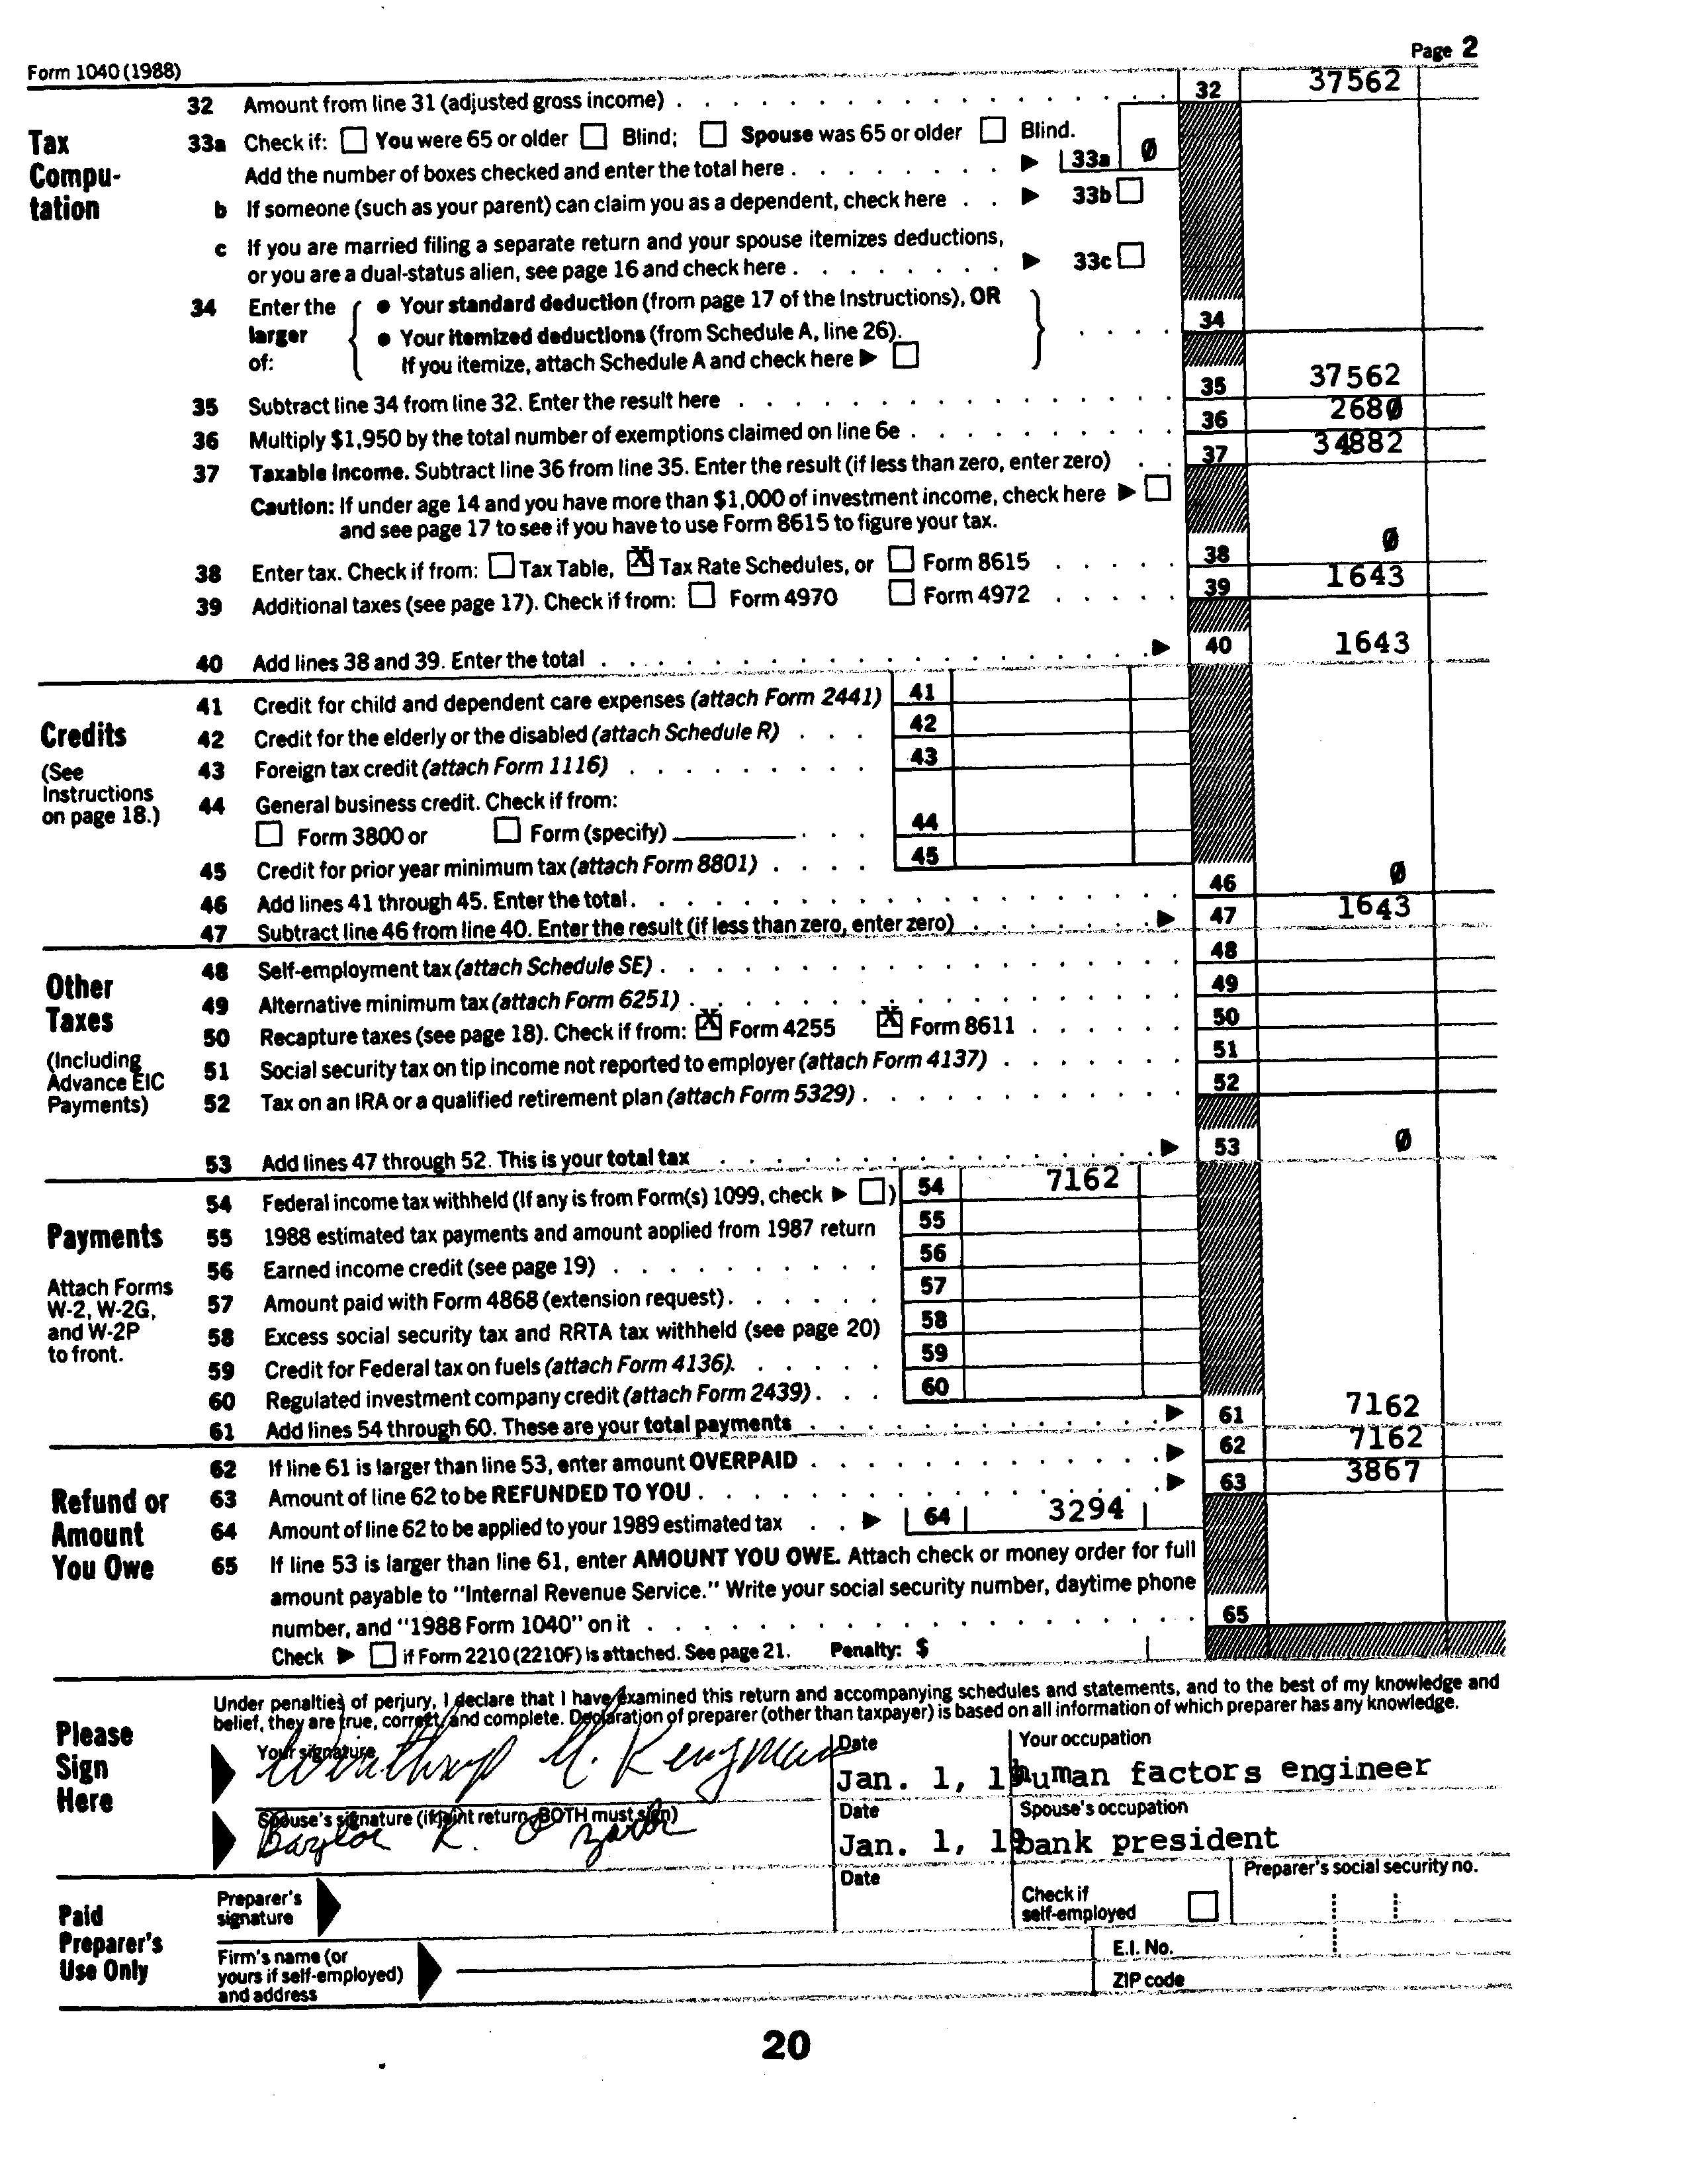 Form 1040 (1988) Page 2
32 Amount from line 31 (adjusted gross income) 32 37562
Tax Compu-tation
33a Check if: You were 65 or older Blind; Spouse was 65 or older Blind.
Add the number of boxes checked and enter the total here 33a 0
b If someone (such as your parent) can claim you as a dependent, check here 33b
c If you are married filing a separate return and your spouse itemizes deductions,
or you are a dual-status alien, see page 16 and check here 33c
34 Enter the larger of:
● Your standard deduction (from page 17 of the Instructions), OR
● Your itemized deductions (from Schedule A, line 26).
If you itemize, attach Schedule A and check here 34
35 Subtract line 34 from line 32. Enter the result here 35 37562
36 Multiply $1,950 by the total number of exemptions claimed on line 6e 36 2680
37 Taxable income. Subtract line 36 from line 35. Enter the result (if less than zero, enter zero) 37 34882
Caution: If under age 14 and you have more than $1,000 of investment income, check here
and see page 17 to see if you have to use Form 8615 to figure your tax.
38 Enter tax. Check if from: Tax Table, X Tax Rate Schedules, or Form 8615 38 0
39 Additional taxes (see page 17). Check if from: Form 4970 Form 4972 39 1643
40 Add lines 38 and 39. Enter the total 40 1643
Credits
(See Instructions on page 18.)
41 Credit for child and dependent care expenses (attach Form 2441) 41
42 Credit for the elderly or the disabled (attach Schedule R) 42
43 Foreign tax credit (attach Form 1116) 43
44 General business credit. Check if from:
Form 3800 or Form (specify) 44
45 Credit for prior year minimum tax (attach Form 8801) 45
46 Add lines 41 through 45. Enter the total 46 0
47 Subtract line 46 from line 40. Enter the result (if less than zero, enter zero) 47 1643
Other Taxes
(Including Advance EIC Payments)
48 Self-employment tax (attach Schedule SE) 48
49 Alternative minimum tax (attach Form 6251) 49
50 Recapture taxes (see page 18). Check if from: X Form 4255 X Form 8611 50
51 Social security tax on tip income not reported to employer (attach Form 4137) 51
52 Tax on an IRA or a qualified retirement plan (attach Form 5329) 52
53 Add lines 47 through 52. This is your total tax 53 0
Payments
Attach Forms W-2, W-2G, and W-2P to front.
54 Federal income tax withheld (If any is from Form(s) 1099, check ) 54 7162
55 1988 estimated tax payments and amount applied from 1987 return 55
56 Earned income credit (see page 19) 56
57 Amount paid with Form 4868 (extension request) 57
58 Excess social security tax and RRTA tax withheld (see page 20) 58
59 Credit for Federal tax on fuels (attach Form 4136) 59
60 Regulated investment company credit (attach Form 2439) 60
61 Add lines 54 through 60. These are your total payments 61 7162
Refund or Amount You Owe
62 If line 61 is larger than line 53, enter amount OVERPAID 62 7162
63 Amount of line 62 to be REFUNDED TO YOU 63 3867
64 Amount of line 62 to be applied to your 1989 estimated tax 64 3294
65 If line 53 is larger than line 61, enter AMOUNT YOU OWE. Attach check or money order for full
amount payable to "Internal Revenue Service." Write your social security number, daytime phone
number, and "1988 Form 1040" on it 65
Check if Form 2210 (2210F) is attached. See page 21. Penalty: $
Please Sign Here
Under penalties of perjury, I declare that I have examined this return and accompanying schedules and statements, and to the best of my knowledge and
belief, they are true, correct, and complete. Declaration of preparer (other than taxpayer) is based on all information of which preparer has any knowledge.
Your signature Date Your occupation
Winthrop M. Jan. 1, 19 human factors engineer
Spouse's signature (if joint return, BOTH must sign) Date Spouse's occupation
Baylor R. Jan. 1, 19 bank president
Paid Preparer's Use Only
Preparer's signature Date Check if self-employed Preparer's social security no.
Firm's name (or yours if self-employed) and address E.I. No.
ZIP code
20